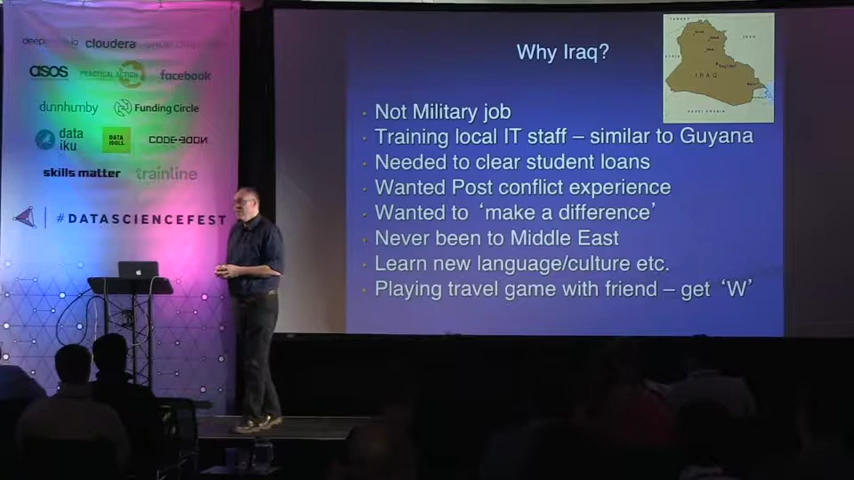 cloudera
asos
PRACTICAL ACTION
facebook
dunnhumby
Funding Circle
data
iku
DATA
IDOLS
skills matter
trainline
#DATASCIENCEFEST
Why Iraq?
IRAQ
Not Military job
Training local IT staff – similar to Guyana
Needed to clear student loans
Wanted Post conflict experience
Wanted to ‘make a difference’
Never been to Middle East
Learn new language/culture etc.
Playing travel game with friend – get ‘W’